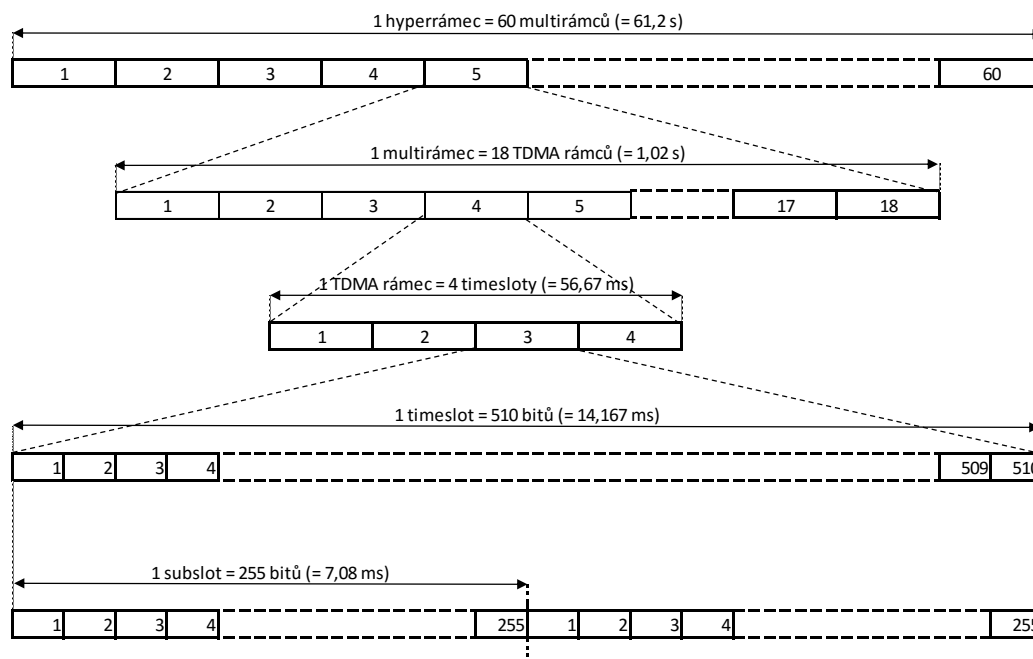 1 hyperrámec = 60 multirámců (= 61,2 s)
1 2 3 4 5 60
1 multirámec = 18 TDMA rámců (= 1,02 s)
1 2 3 4 5 17 18
1 TDMA rámec = 4 timesloty (= 56,67 ms)
1 2 3 4
1 timeslot = 510 bitů (= 14,167 ms)
1 2 3 4 509 510
1 subslot = 255 bitů (= 7,08 ms)
1 2 3 4 255 1 2 3 4 255